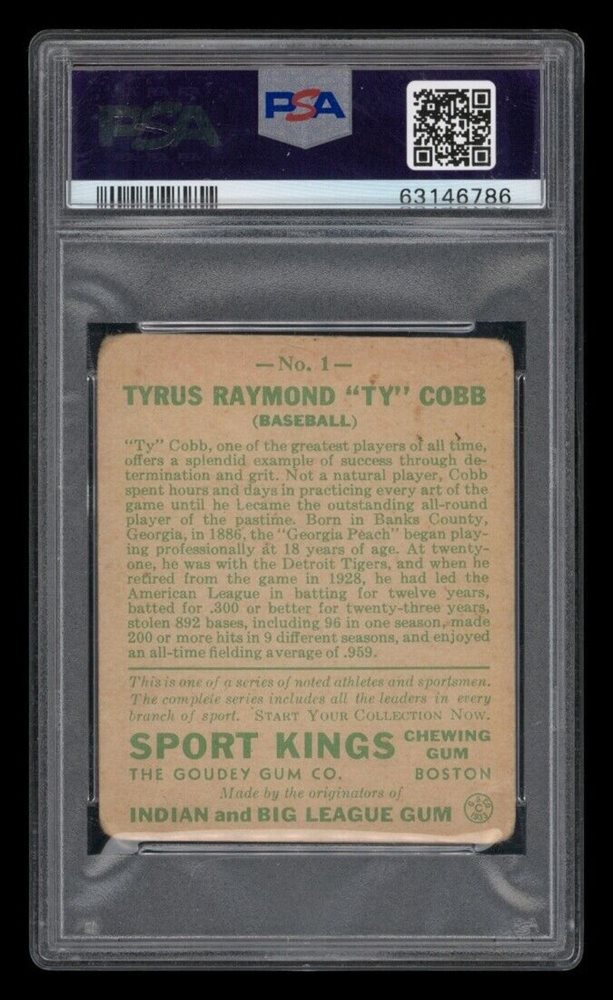 PSA
PSA
63146786
— No. 1 —
TYRUS RAYMOND "TY" COBB
(BASEBALL)
"Ty" Cobb, one of the greatest players of all time,
offers a splendid example of success through de-
termination and grit. Not a natural player, Cobb
spent hours and days in practicing every art of the
game until he became the outstanding all-round
player of the pastime. Born in Banks County,
Georgia, in 1886, the "Georgia Peach" began play-
ing professionally at 18 years of age. At twenty-
one, he was with the Detroit Tigers, and when he
retired from the game in 1928, he had led the
American League in batting for twelve years,
batted for .300 or better for twenty-three years,
stolen 892 bases, including 96 in one season, made
200 or more hits in 9 different seasons, and enjoyed
an all-time fielding average of .959.
This is one of a series of noted athletes and sportsmen.
The complete series includes all the leaders in every
branch of sport. START YOUR COLLECTION NOW.
SPORT KINGS CHEWING GUM
THE GOUDEY GUM CO. BOSTON
Made by the originators of
INDIAN and BIG LEAGUE GUM